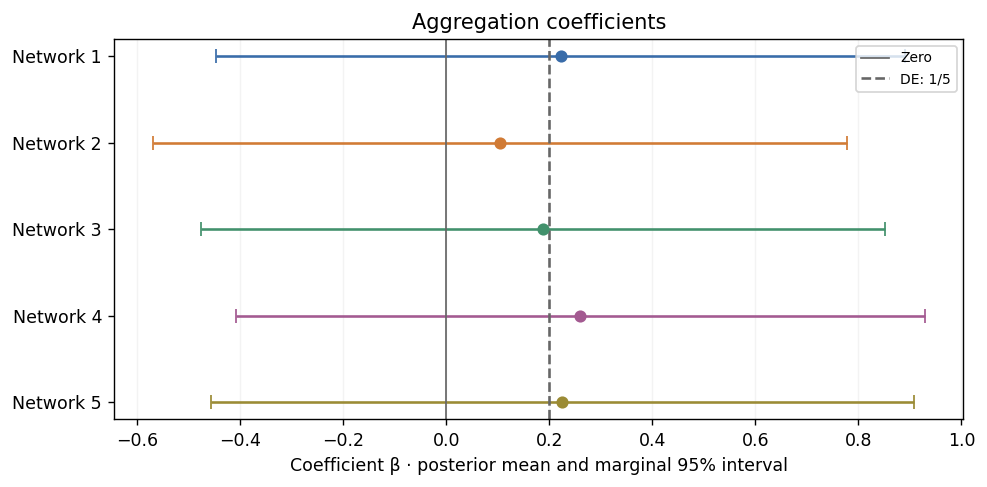 Aggregation coefficients
Network 1
Network 2
Network 3
Network 4
Network 5
Zero
DE: 1/5
−0.6 −0.4 −0.2 0.0 0.2 0.4 0.6 0.8 1.0
Coefficient β · posterior mean and marginal 95% interval